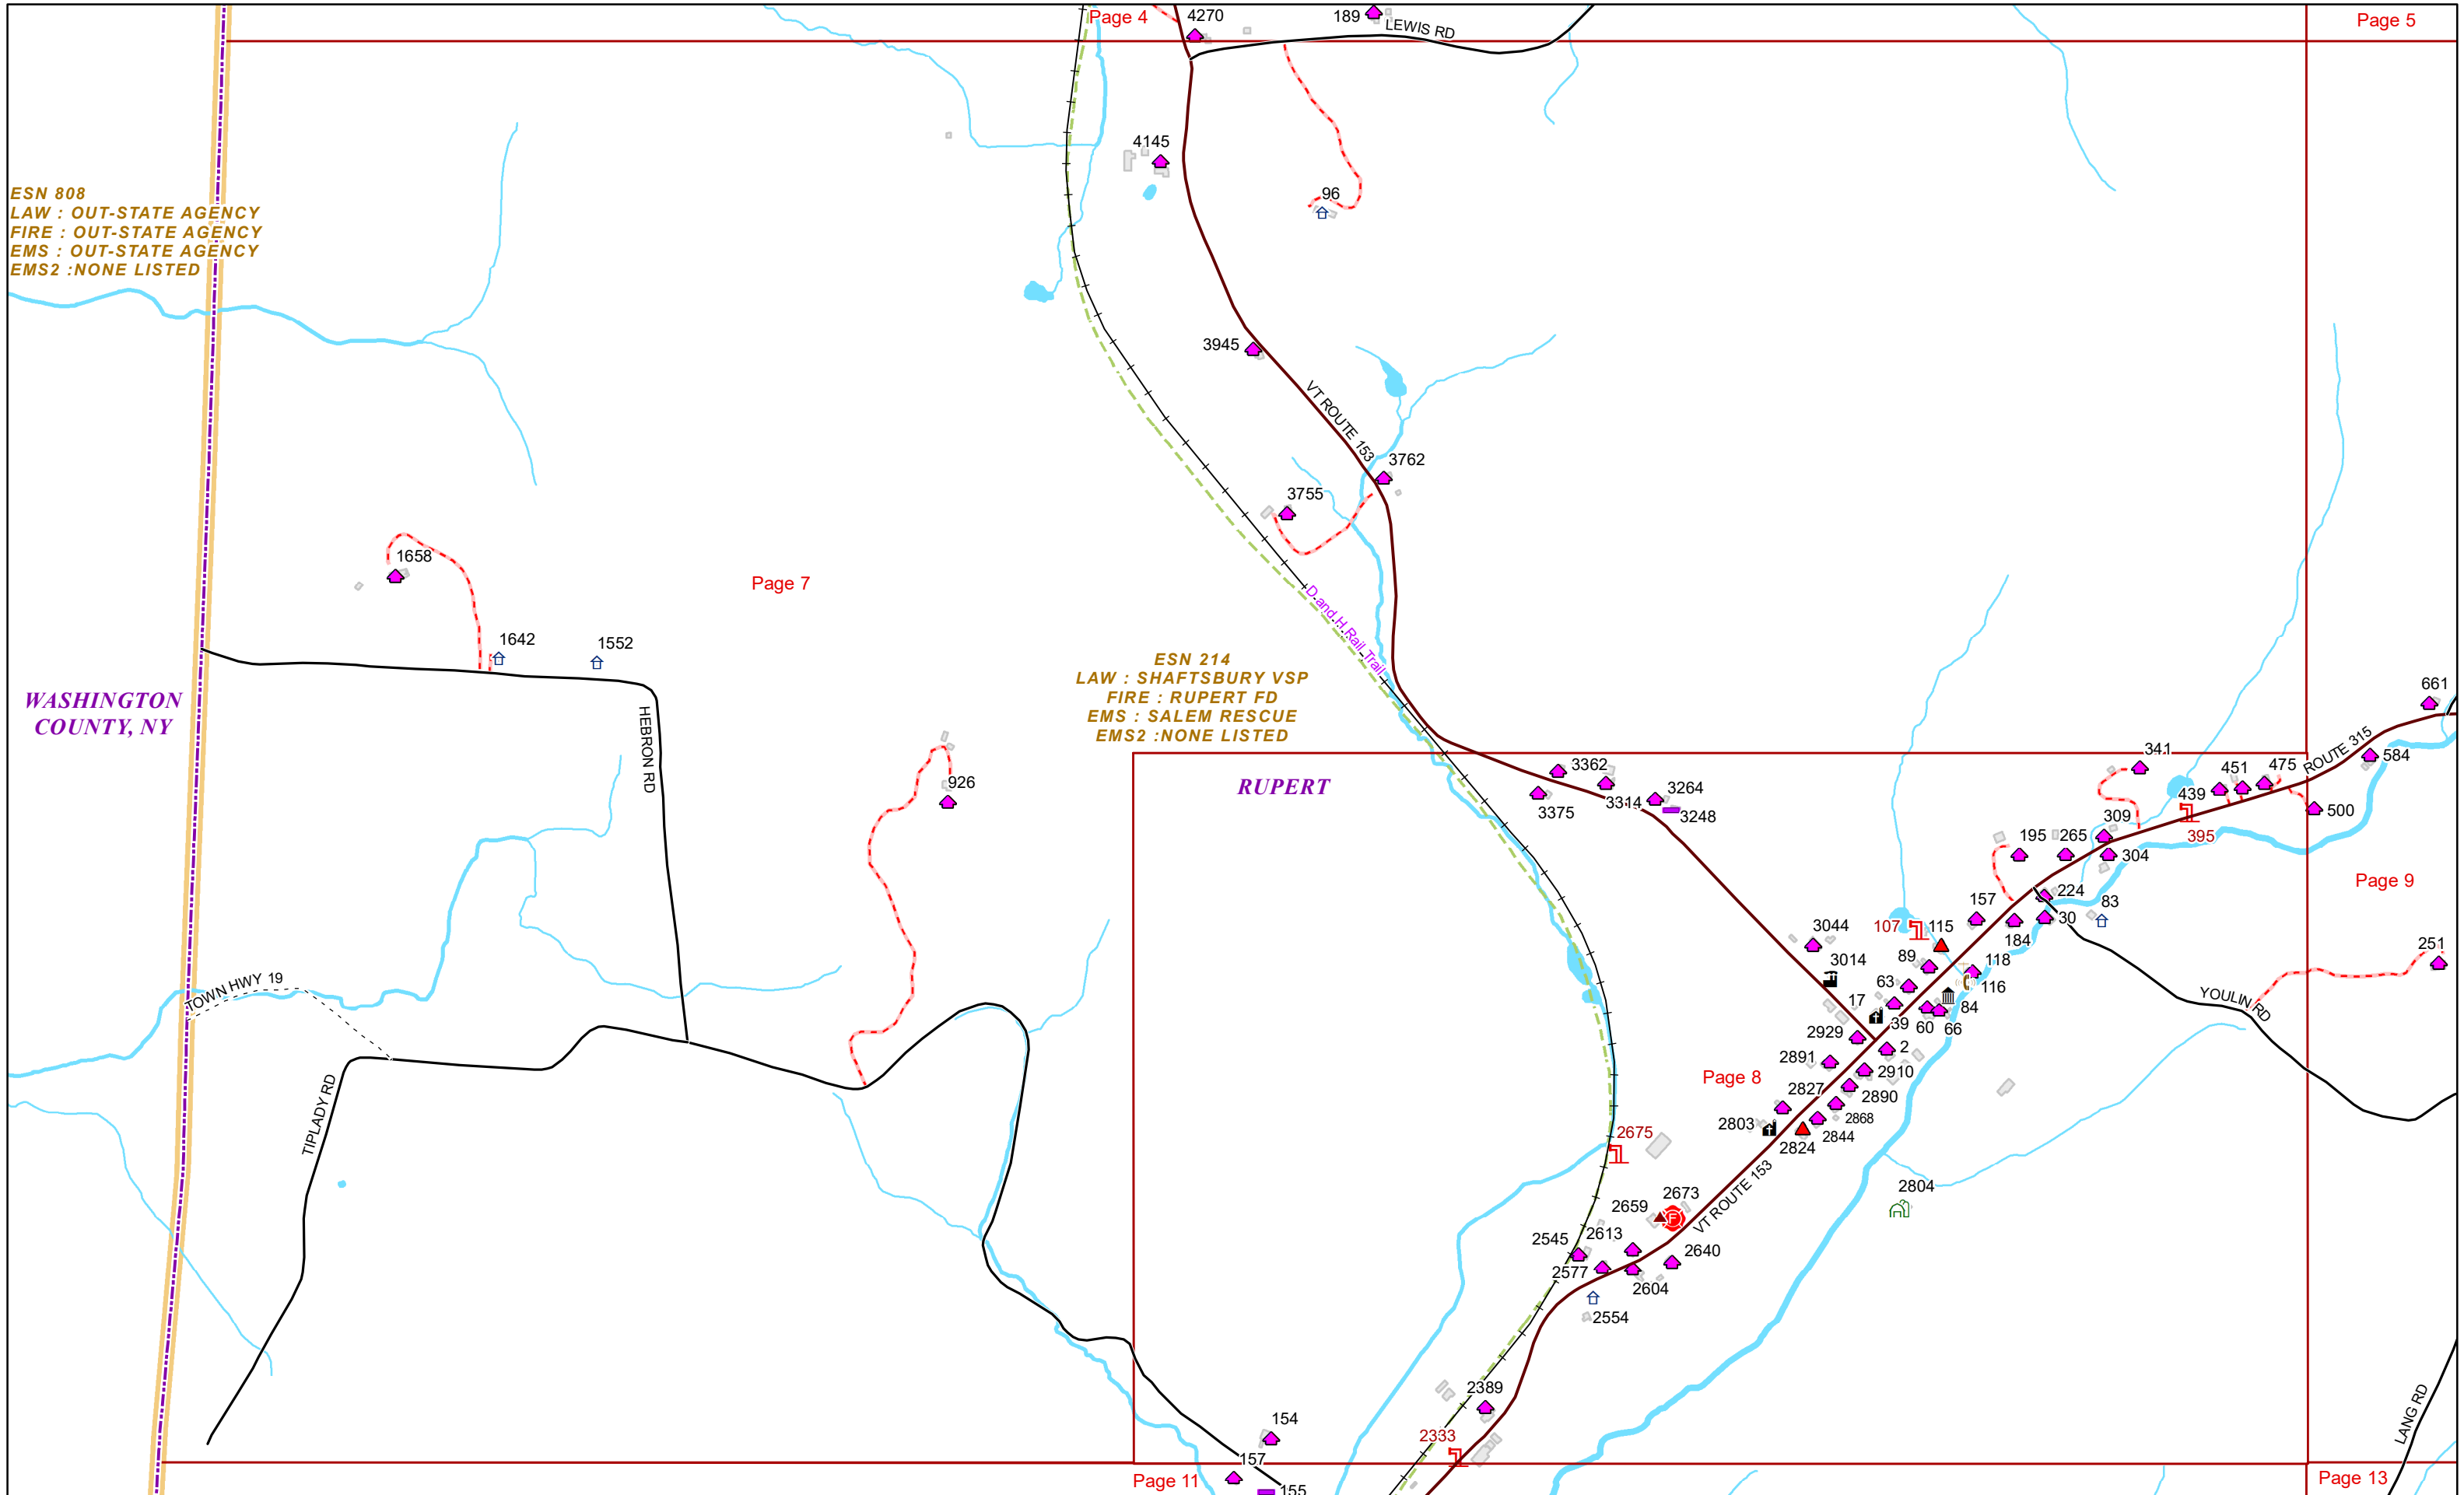 Page 4
4270
189
LEWIS RD
Page 5
4145
96
ESN 808
LAW : OUT-STATE AGENCY
FIRE : OUT-STATE AGENCY
EMS : OUT-STATE AGENCY
EMS2 :NONE LISTED
3945
VT ROUTE 153
3762
3755
1658
Page 7
D and H Rail Trail
1642
1552
ESN 214
LAW : SHAFTSBURY VSP
FIRE : RUPERT FD
EMS : SALEM RESCUE
EMS2 :NONE LISTED
WASHINGTON
COUNTY, NY
HEBRON RD
661
ROUTE 315
341
584
451
475
439
500
395
926
RUPERT
3362
3375
3314
3264
3248
309
195
265
304
Page 9
224
83
157
30
184
107
115
3044
251
118
89
3014
63
116
TOWN HWY 19
YOULIN RD
17
39
60
84
66
2929
2
2891
2910
Page 8
2827
2890
2868
2803
2844
2824
TIPLADY RD
2675
VT ROUTE 153
2804
2673
2659
F
2545
2613
2640
2577
2604
2554
2389
LANG RD
154
2333
157
155
Page 11
Page 13